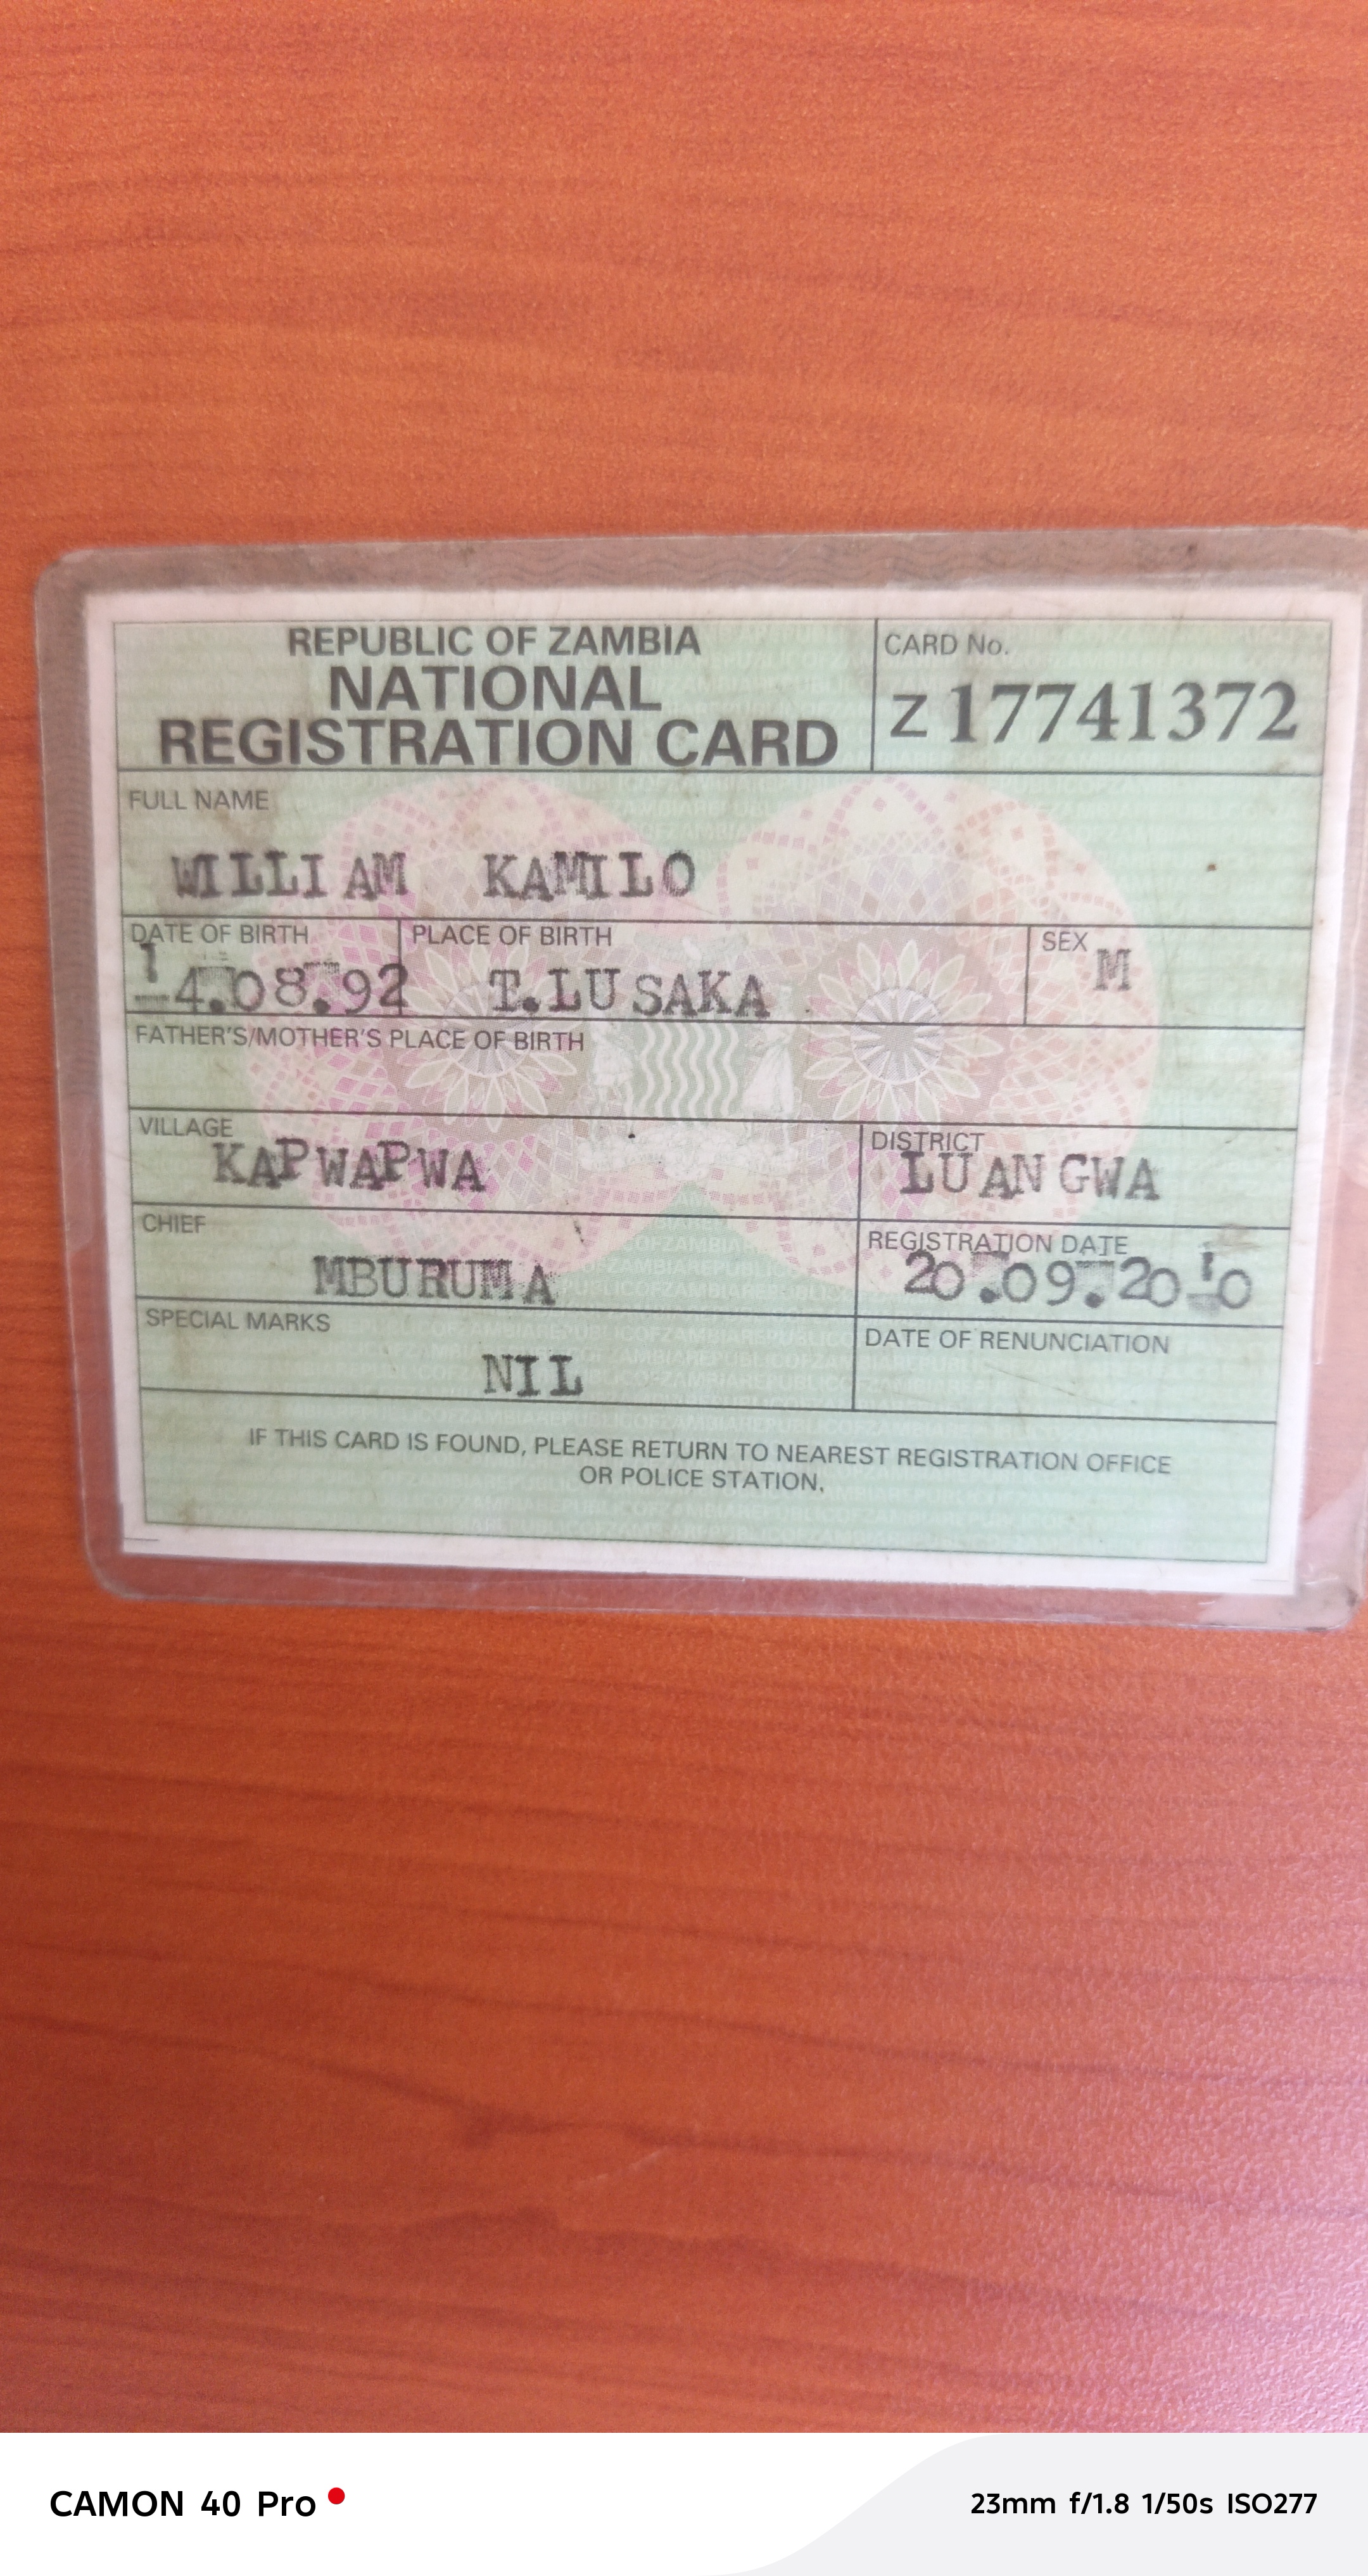 REPUBLIC OF ZAMBIA
NATIONAL
REGISTRATION CARD
CARD No.
Z 17741372
FULL NAME
WILLIAM KAMILO
DATE OF BIRTH
14.08.92
PLACE OF BIRTH
T.LUSAKA
SEX
M
FATHER'S/MOTHER'S PLACE OF BIRTH
VILLAGE
KAPWAPWA
DISTRICT
LUANGWA
CHIEF
MBURUMA
REGISTRATION DATE
20.09.2010
SPECIAL MARKS
NIL
DATE OF RENUNCIATION
IF THIS CARD IS FOUND, PLEASE RETURN TO NEAREST REGISTRATION OFFICE
OR POLICE STATION.
CAMON 40 Pro
23mm f/1.8 1/50s ISO277